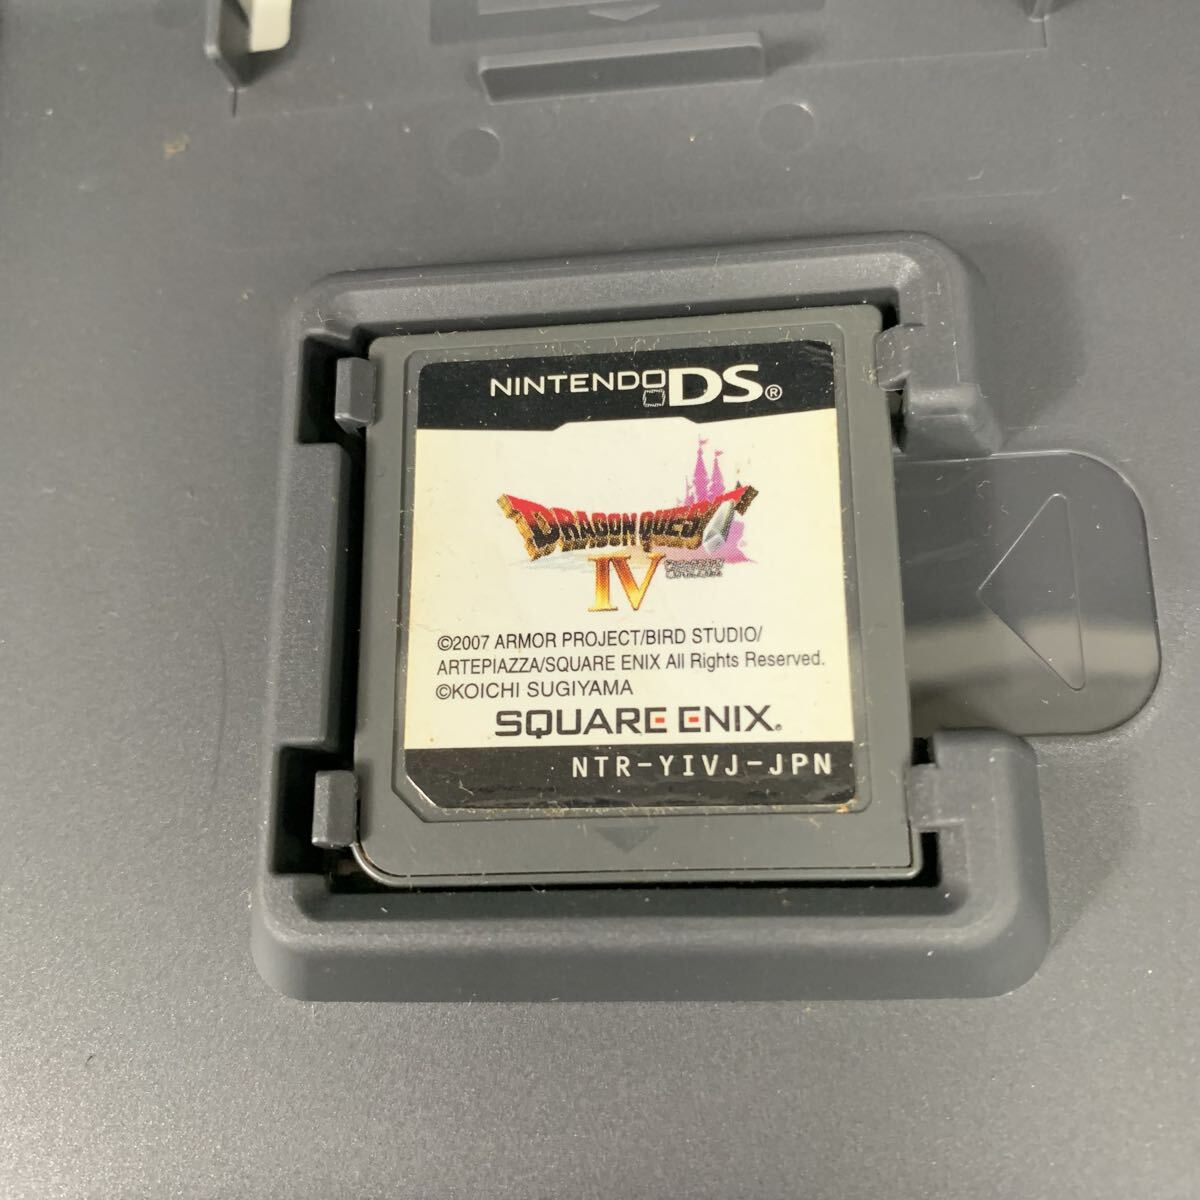 NINTENDO DS®
DRAGON QUEST
IV
©2007 ARMOR PROJECT/BIRD STUDIO/
ARTEPIAZZA/SQUARE ENIX All Rights Reserved.
©KOICHI SUGIYAMA
SQUARE ENIX.
NTR-YIVJ-JPN